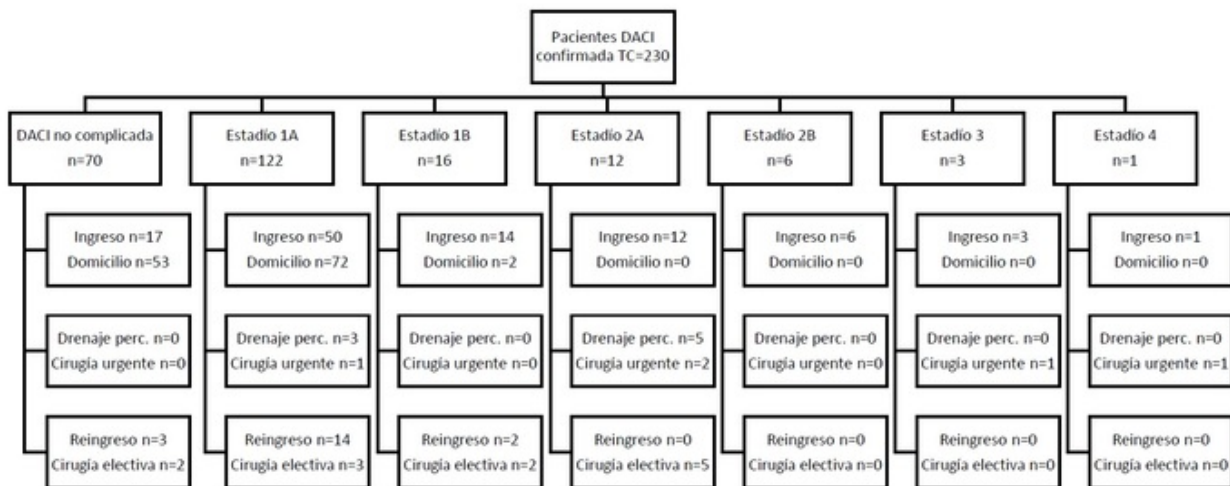 Pacientes DACI
confirmada TC=230
DACI no complicada
n=70
Estadío 1A
n=122
Estadío 1B
n=16
Estadío 2A
n=12
Estadío 2B
n=6
Estadío 3
n=3
Estadío 4
n=1
Ingreso n=17
Domicilio n=53
Ingreso n=50
Domicilio n=72
Ingreso n=14
Domicilio n=2
Ingreso n=12
Domicilio n=0
Ingreso n=6
Domicilio n=0
Ingreso n=3
Domicilio n=0
Ingreso n=1
Domicilio n=0
Drenaje perc. n=0
Cirugía urgente n=0
Drenaje perc. n=3
Cirugía urgente n=1
Drenaje perc. n=0
Cirugía urgente n=0
Drenaje perc. n=5
Cirugía urgente n=2
Drenaje perc. n=0
Cirugía urgente n=0
Drenaje perc. n=0
Cirugía urgente n=1
Drenaje perc. n=0
Cirugía urgente n=1
Reingreso n=3
Cirugía electiva n=2
Reingreso n=14
Cirugía electiva n=3
Reingreso n=2
Cirugía electiva n=2
Reingreso n=0
Cirugía electiva n=5
Reingreso n=0
Cirugía electiva n=0
Reingreso n=0
Cirugía electiva n=0
Reingreso n=0
Cirugía electiva n=0